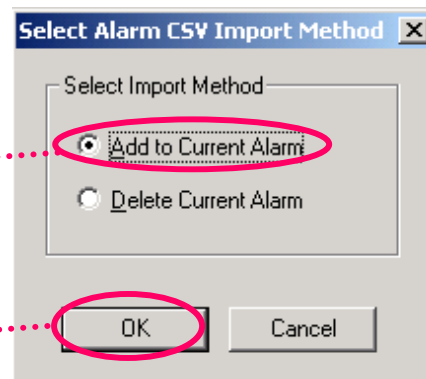 Select Alarm CSV Import Method
Select Import Method
Add to Current Alarm
Delete Current Alarm
OK
Cancel